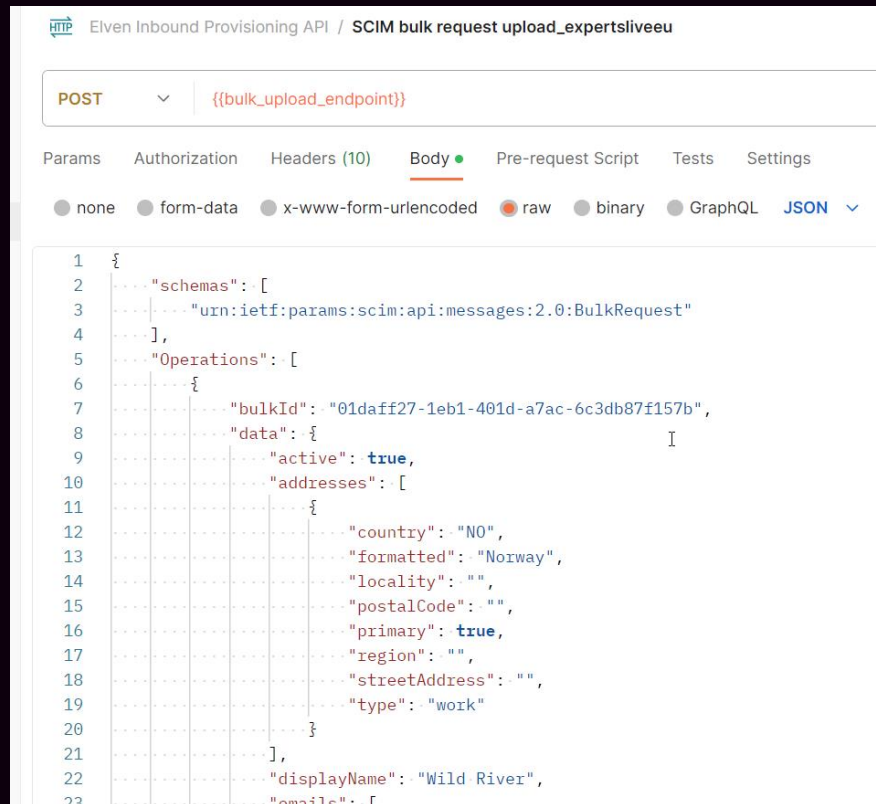 HTTP Elven Inbound Provisioning API / SCIM bulk request upload_expertsliveeu
POST {{bulk_upload_endpoint}}
Params Authorization Headers (10) Body Pre-request Script Tests Settings
none form-data x-www-form-urlencoded raw binary GraphQL JSON
1 {
2 "schemas": [
3 "urn:ietf:params:scim:api:messages:2.0:BulkRequest"
4 ],
5 "Operations": [
6 {
7 "bulkId": "01daff27-1eb1-401d-a7ac-6c3db87f157b",
8 "data": {
9 "active": true,
10 "addresses": [
11 {
12 "country": "NO",
13 "formatted": "Norway",
14 "locality": "",
15 "postalCode": "",
16 "primary": true,
17 "region": "",
18 "streetAddress": "",
19 "type": "work"
20 }
21 ],
22 "displayName": "Wild River",
23 "emails": [